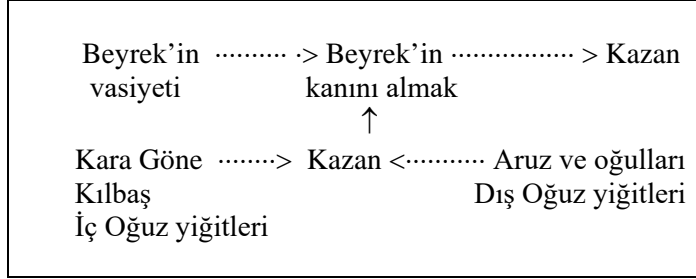 Beyrek’in ·········· ·> Beyrek’in ················· > Kazan
vasiyeti kanını almak
↑
Kara Göne ········> Kazan <··········· Aruz ve oğulları
Kılbaş Dış Oğuz yiğitleri
İç Oğuz yiğitleri